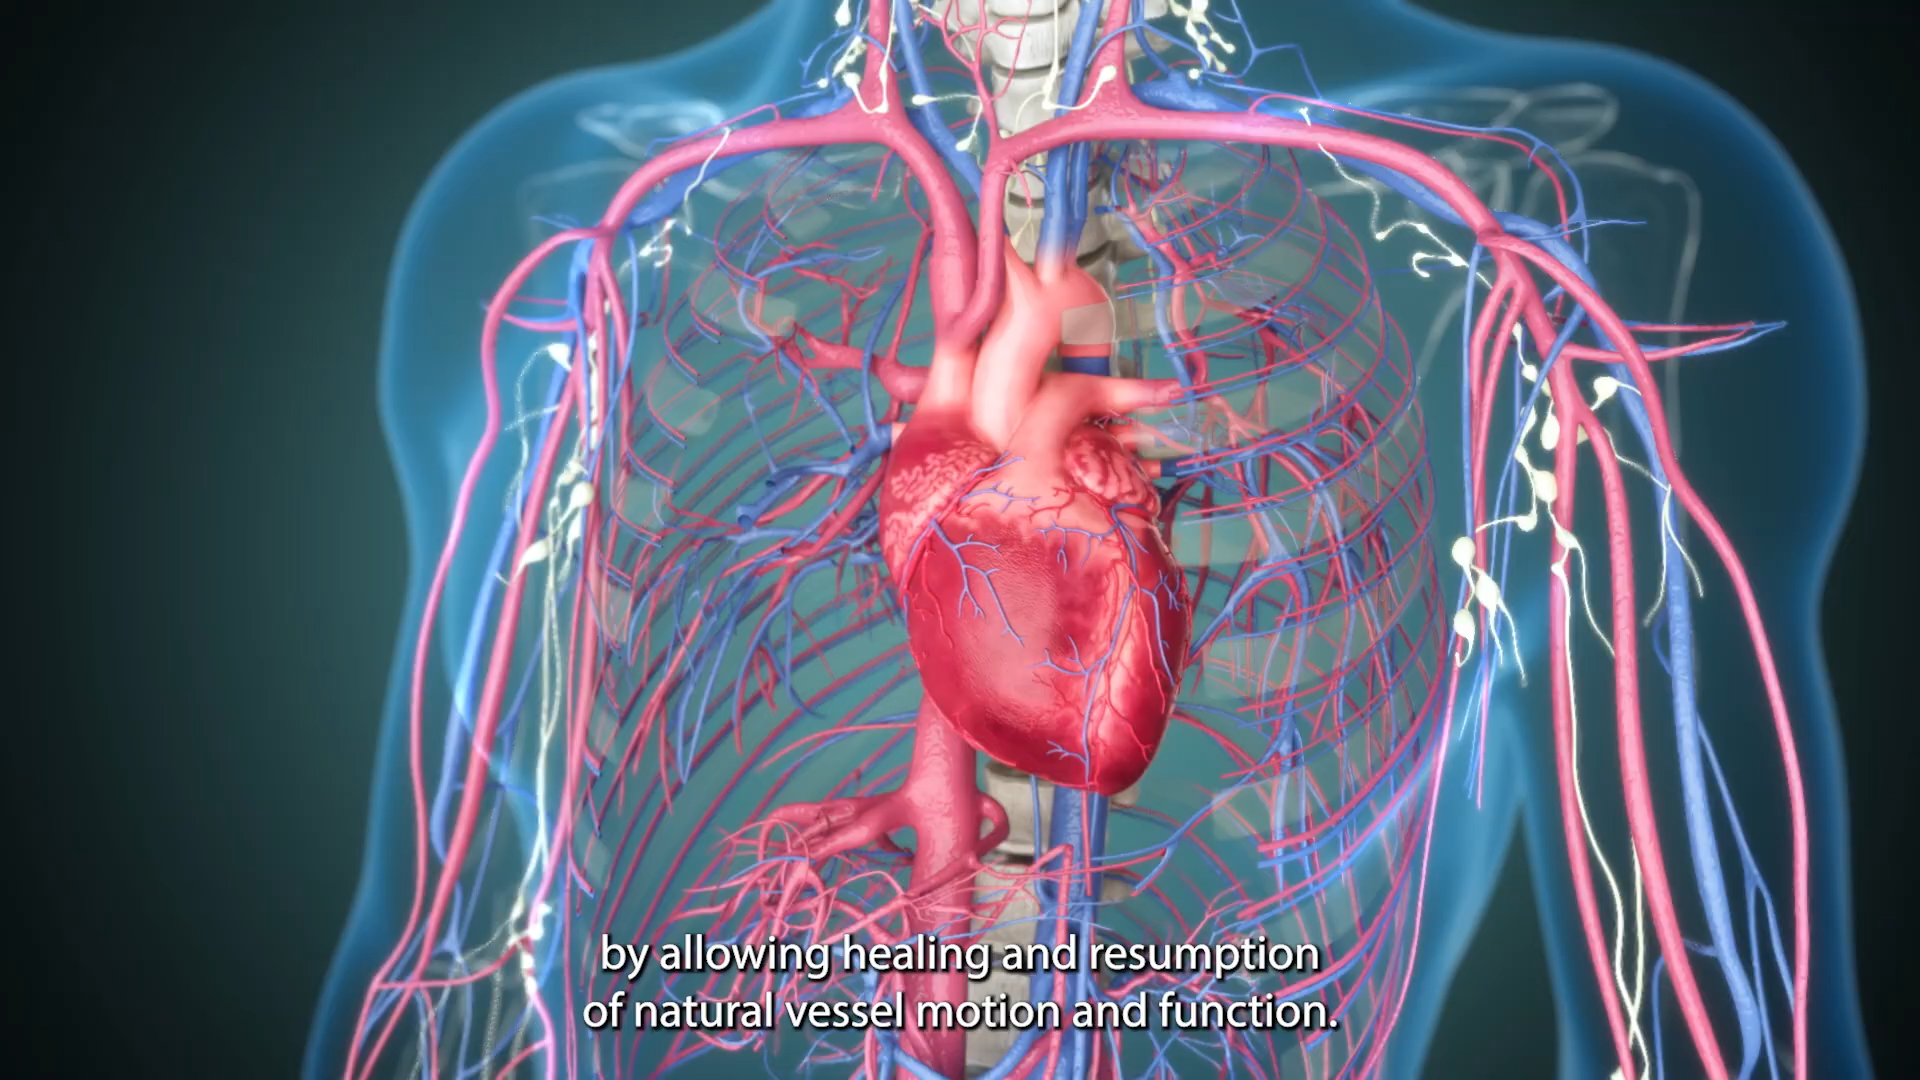 by allowing healing and resumption
of natural vessel motion and function.